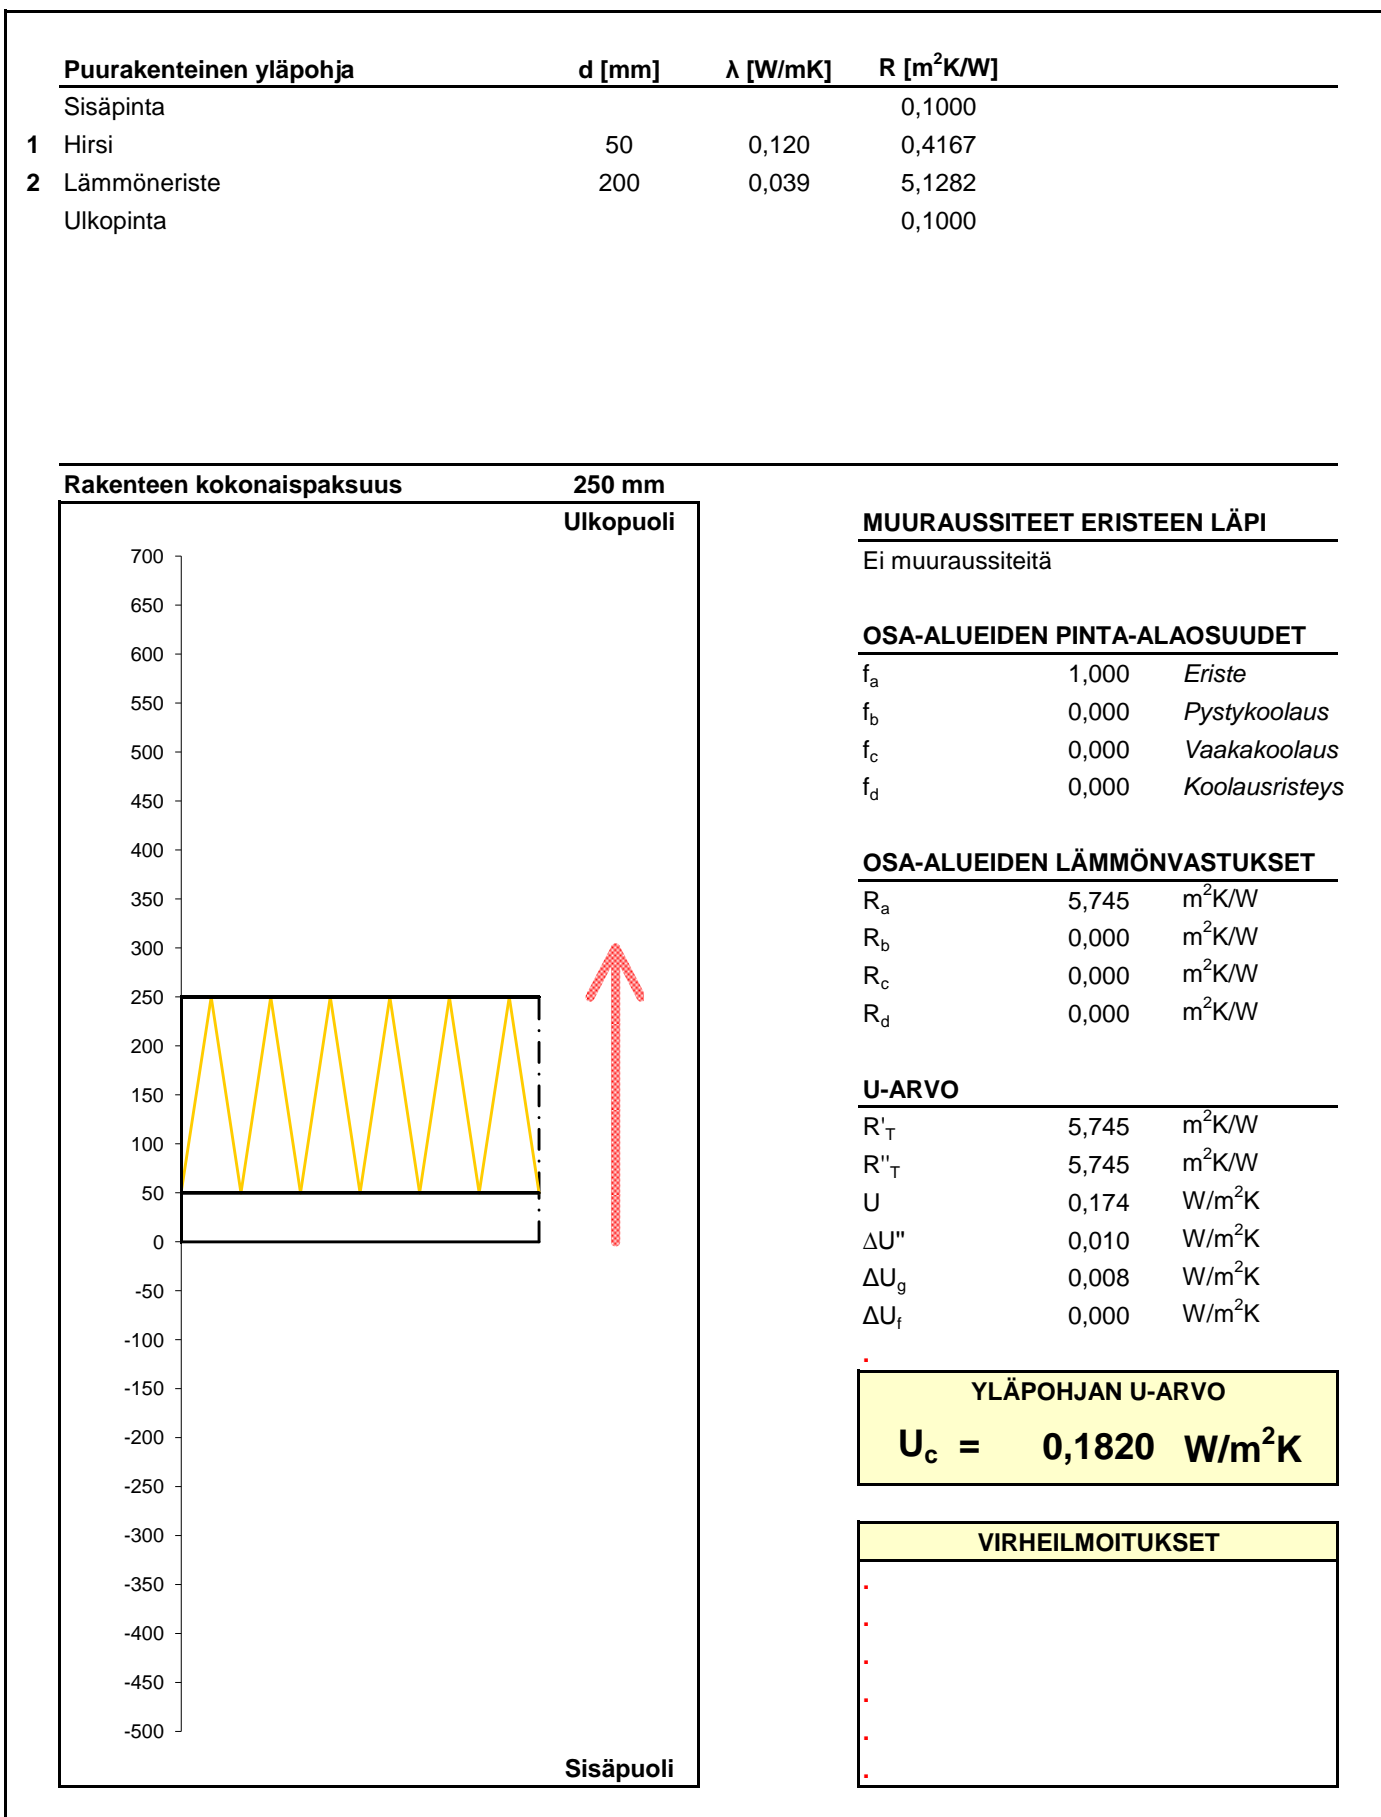 Puurakenteinen yläpohja d [mm] λ [W/mK] R [m²K/W]
Sisäpinta 0,1000
1 Hirsi 50 0,120 0,4167
2 Lämmöneriste 200 0,039 5,1282
Ulkopinta 0,1000
Rakenteen kokonaispaksuus 250 mm
Ulkopuoli
700
650
600
550
500
450
400
350
300
250
200
150
100
50
0
-50
-100
-150
-200
-250
-300
-350
-400
-450
-500
Sisäpuoli
MUURAUSSITEET ERISTEEN LÄPI
Ei muuraussiteitä
OSA-ALUEIDEN PINTA-ALAOSUUDET
fa 1,000 Eriste
fb 0,000 Pystykoolaus
fc 0,000 Vaakakoolaus
fd 0,000 Koolausristeys
OSA-ALUEIDEN LÄMMÖNVASTUKSET
Ra 5,745 m²K/W
Rb 0,000 m²K/W
Rc 0,000 m²K/W
Rd 0,000 m²K/W
U-ARVO
R'T 5,745 m²K/W
R''T 5,745 m²K/W
U 0,174 W/m²K
ΔU" 0,010 W/m²K
ΔUg 0,008 W/m²K
ΔUf 0,000 W/m²K
.
YLÄPOHJAN U-ARVO
Uc = 0,1820 W/m²K
VIRHEILMOITUKSET
.
.
.
.
.
.